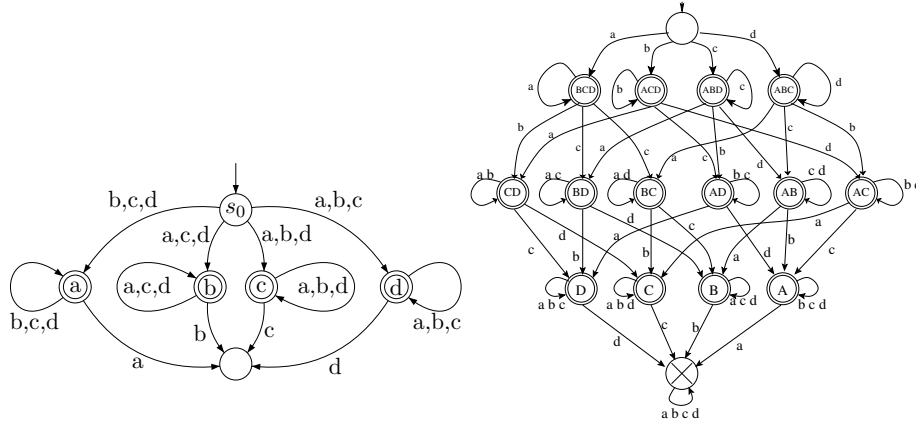 a b c d
BCD ACD ABD ABC
a b c d
b c a c a b c d a d c b d
a b a c a d b c c d b d
CD BD BC AD AB AC
s₀
b,c,d a,b,c
a,c,d a,b,d
c b d b c a d a b a c
a b c d
a,c,d a,b,d
D C B A
b,c,d a,b,c
a b c a b d a c d b c d
b c
a d
d c b a
a b c d